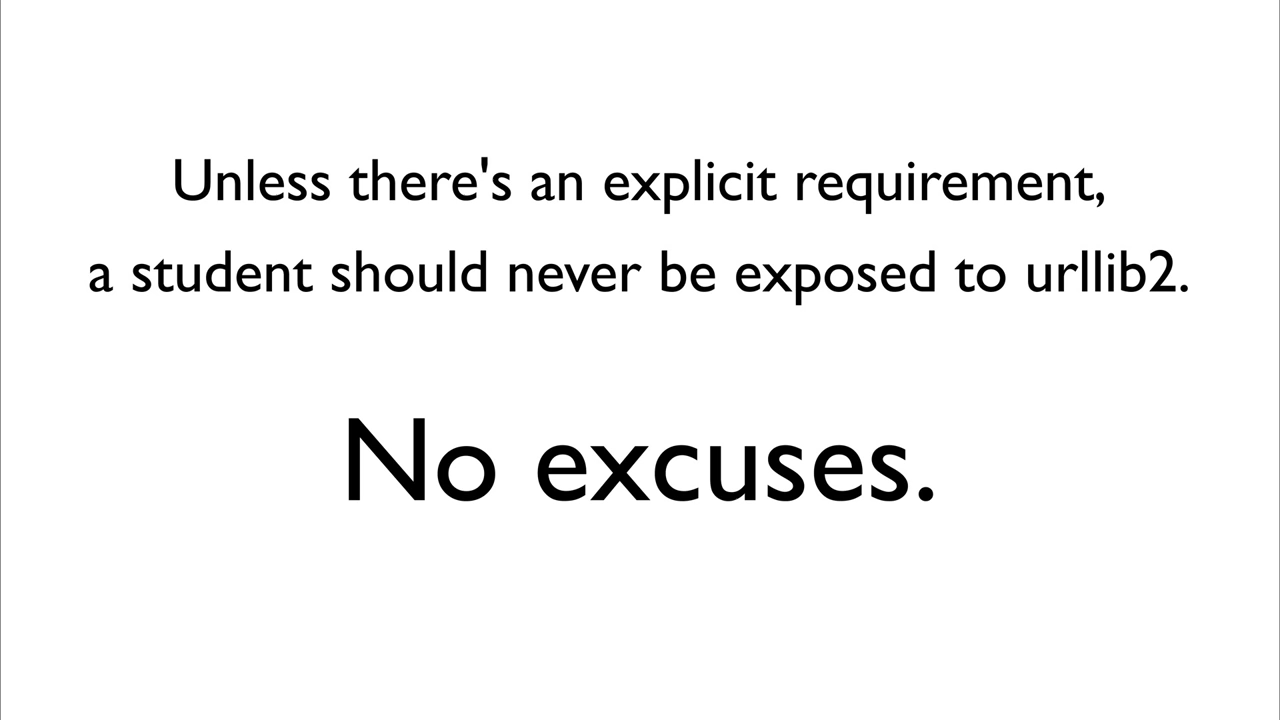 Unless there's an explicit requirement,
a student should never be exposed to urllib2.
No excuses.